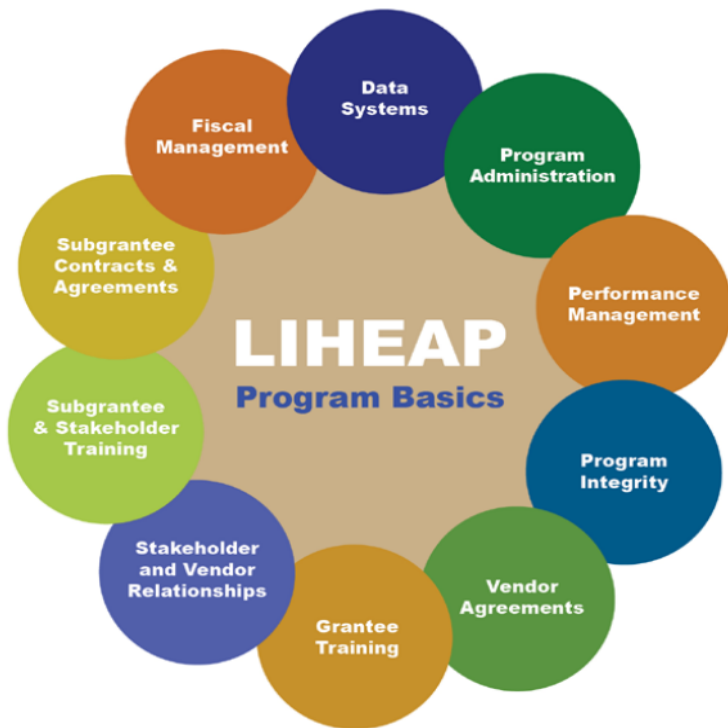 Data
Systems
Program
Administration
Performance
Management
Program
Integrity
Vendor
Agreements
Grantee
Training
Stakeholder
and Vendor
Relationships
Subgrantee
& Stakeholder
Training
Subgrantee
Contracts &
Agreements
Fiscal
Management
LIHEAP
Program Basics